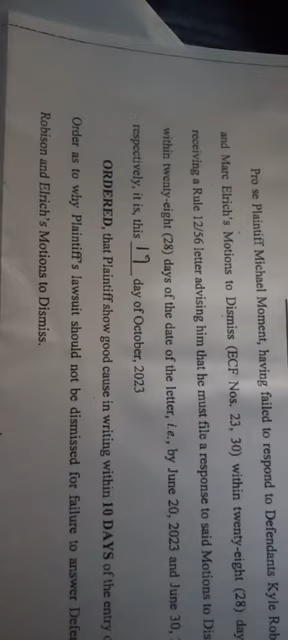 Pro se Plaintiff Michael Moment, having failed to respond to Defendants Kyle Rob
and Marc Elrich's Motions to Dismiss (ECF Nos. 23, 30) within twenty-eight (28) day
receiving a Rule 12/56 letter advising him that he must file a response to said Motions to Dis
within twenty-eight (28) days of the date of the letter, i.e., by June 20, 2023 and June 30,
respectively, it is, this 17 day of October, 2023
ORDERED, that Plaintiff show good cause in writing within 10 DAYS of the entry
Order as to why Plaintiff's lawsuit should not be dismissed for failure to answer Defe
Robison and Elrich's Motions to Dismiss.